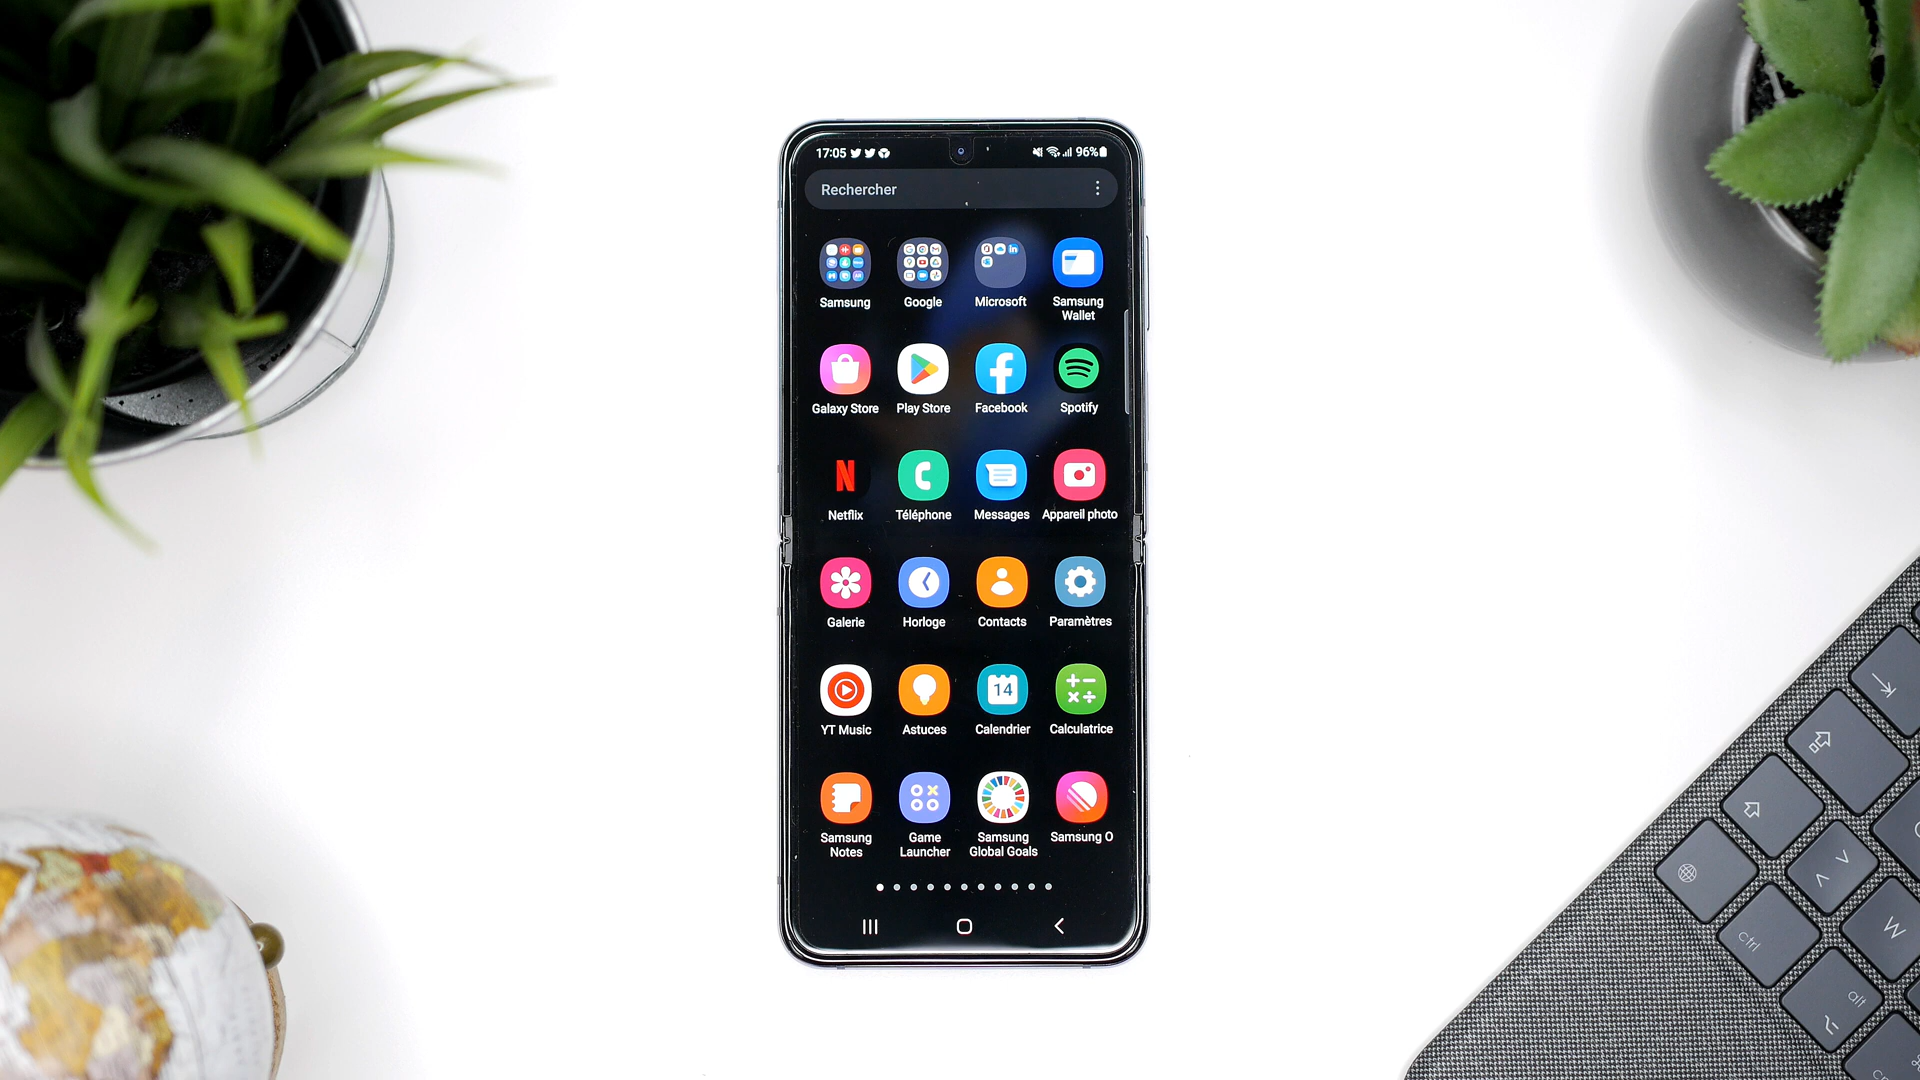 17:05
96%
Rechercher
Samsung
Google
Microsoft
Samsung
Wallet
Galaxy Store
Play Store
Facebook
Spotify
N
Netflix
Téléphone
Messages
Appareil photo
Galerie
Horloge
Contacts
Paramètres
14
YT Music
Astuces
Calendrier
Calculatrice
Samsung
Notes
Game
Launcher
Samsung
Global Goals
Samsung O
W
ctrl
alt